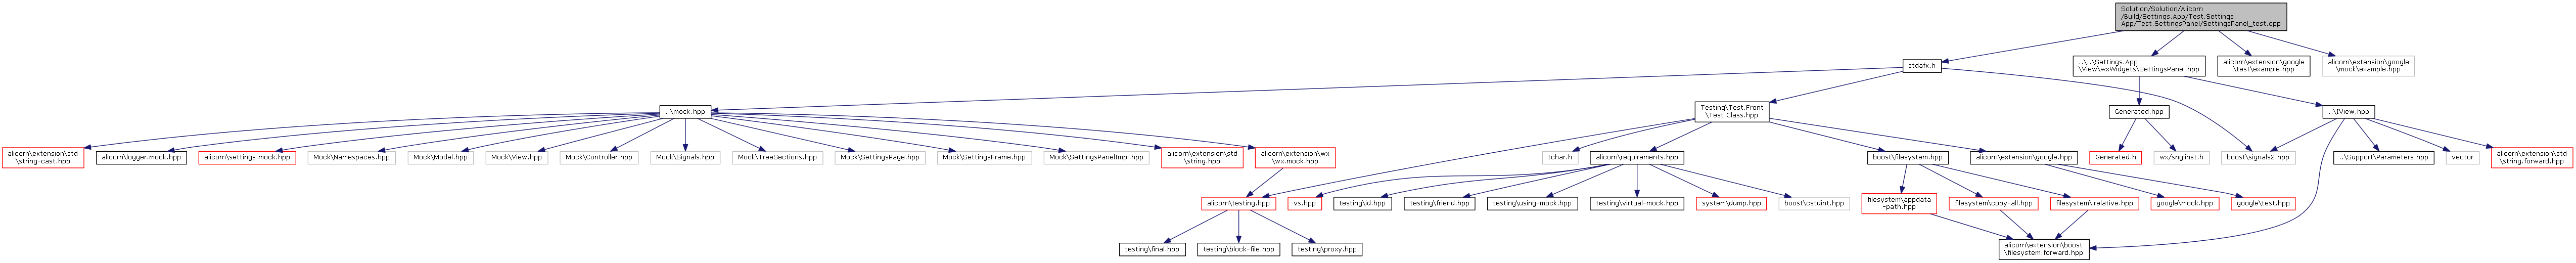 Solution/Solution/Alicorn
/Build/Settings.App/Test.Settings.
App/Test.SettingsPanel/SettingsPanel_test.cpp
stdafx.h
..\..\Settings.App
View\wxWidgets\SettingsPanel.hpp
alicorn\extension\google
\test\example.hpp
alicorn\extension\google
\mock\example.hpp
..\mock.hpp
Testing\Test.Front
\Test.Class.hpp
Generated.hpp
..\IView.hpp
alicorn\extension\std
\string-cast.hpp
alicorn\logger.mock.hpp
alicorn\settings.mock.hpp
Mock\Namespaces.hpp
Mock\Model.hpp
Mock\View.hpp
Mock\Controller.hpp
Mock\Signals.hpp
Mock\TreeSections.hpp
Mock\SettingsPage.hpp
Mock\SettingsFrame.hpp
Mock\SettingsPanelImpl.hpp
alicorn\extension\std
\string.hpp
alicorn\extension\wx
\wx.mock.hpp
tchar.h
alicorn\requirements.hpp
boost\filesystem.hpp
alicorn\extension\google.hpp
Generated.h
wx/snglinst.h
boost\signals2.hpp
..\Support\Parameters.hpp
vector
alicorn\extension\std
\string.forward.hpp
alicorn\testing.hpp
vs.hpp
testing\id.hpp
testing\friend.hpp
testing\using-mock.hpp
testing\virtual-mock.hpp
system\dump.hpp
boost\cstdint.hpp
filesystem\appdata
-path.hpp
filesystem\copy-all.hpp
filesystem\irelative.hpp
google\mock.hpp
google\test.hpp
testing\final.hpp
testing\block-file.hpp
testing\proxy.hpp
alicorn\extension\boost
\filesystem.forward.hpp